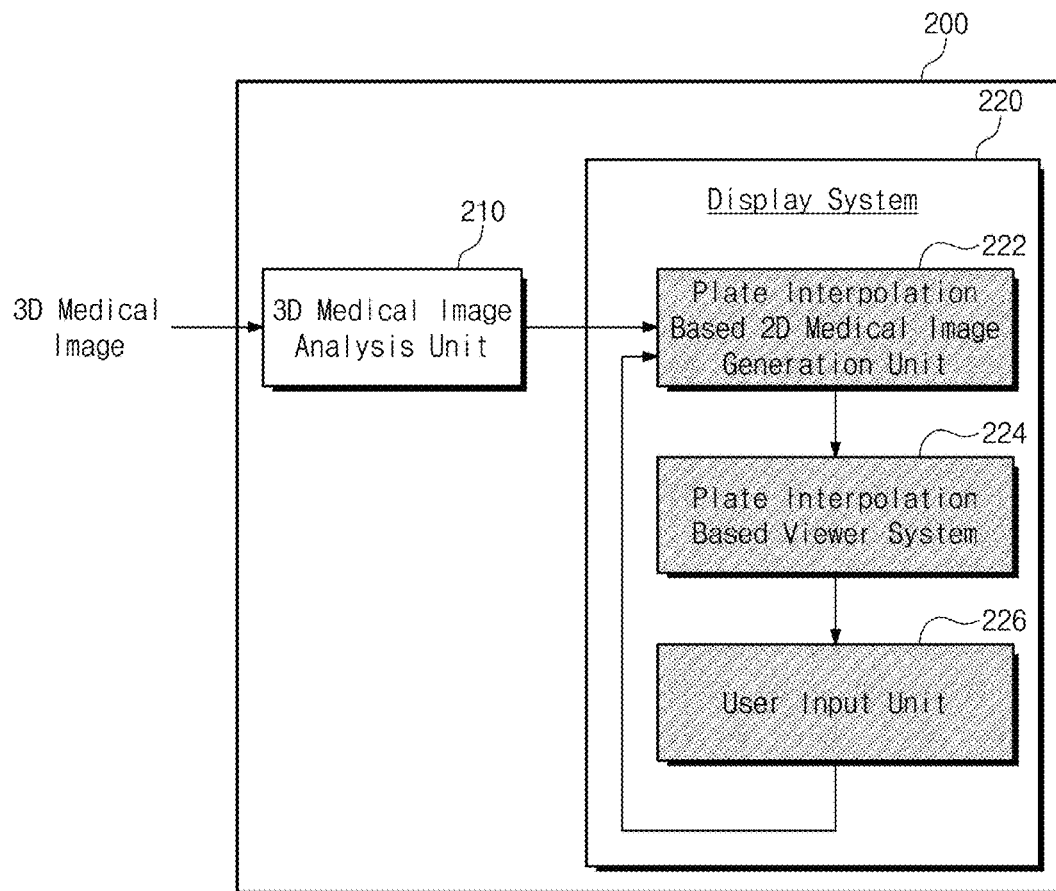 200
220
Display System
210
222
3D Medical
Image
3D Medical Image
Analysis Unit
Plate Interpolation
Based 2D Medical Image
Generation Unit
224
Plate Interpolation
Based Viewer System
226
User Input Unit